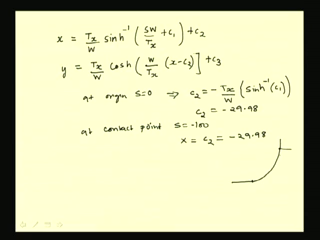 x = Tx/W sinh⁻¹ ( SW/Tx + c₁ ) + c₂
y = Tx/W cosh [ W/Tx (x-c₂) ] + c₃
at origin S=0 ⇒ c₂ = - Tx/W ( sinh⁻¹ (c₁) )
c₂ = - 29.98
at contact point S = -100
x = c₂ = - 29.98